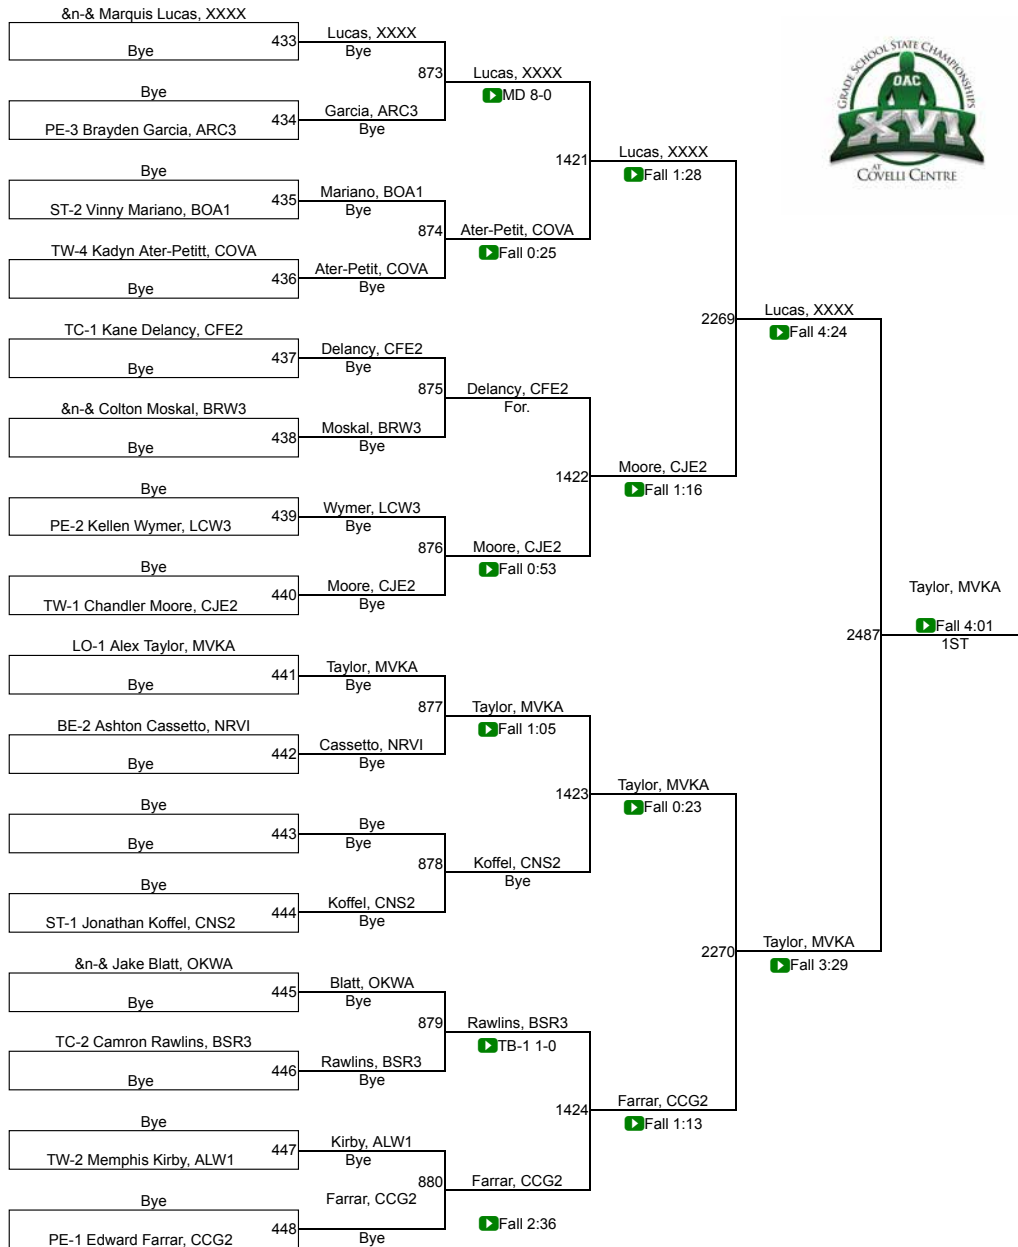 &n-& Marquis Lucas, XXXX
Bye
433
Bye
PE-3 Brayden Garcia, ARC3
434
Bye
ST-2 Vinny Mariano, BOA1
435
TW-4 Kadyn Ater-Petitt, COVA
Bye
436
TC-1 Kane Delancy, CFE2
Bye
437
&n-& Colton Moskal, BRW3
Bye
438
Bye
PE-2 Kellen Wymer, LCW3
439
Bye
TW-1 Chandler Moore, CJE2
440
LO-1 Alex Taylor, MVKA
Bye
441
BE-2 Ashton Cassetto, NRVI
Bye
442
Bye
Bye
443
Bye
ST-1 Jonathan Koffel, CNS2
444
&n-& Jake Blatt, OKWA
Bye
445
TC-2 Camron Rawlins, BSR3
Bye
446
Bye
TW-2 Memphis Kirby, ALW1
447
Bye
PE-1 Edward Farrar, CCG2
448
Lucas, XXXX
Bye
873
Garcia, ARC3
Bye
Mariano, BOA1
Bye
874
Ater-Petit, COVA
Bye
Delancy, CFE2
Bye
875
Moskal, BRW3
Bye
Wymer, LCW3
Bye
876
Moore, CJE2
Bye
Taylor, MVKA
Bye
877
Cassetto, NRVI
Bye
Bye
Bye
878
Koffel, CNS2
Bye
Blatt, OKWA
Bye
879
Rawlins, BSR3
Bye
Kirby, ALW1
Bye
880
Farrar, CCG2
Bye
Lucas, XXXX
MD 8-0
1421
Ater-Petit, COVA
Fall 0:25
Delancy, CFE2
For.
1422
Moore, CJE2
Fall 0:53
Taylor, MVKA
Fall 1:05
1423
Koffel, CNS2
Bye
Rawlins, BSR3
TB-1 1-0
1424
Farrar, CCG2
Fall 2:36
Lucas, XXXX
Fall 1:28
2269
Moore, CJE2
Fall 1:16
Taylor, MVKA
Fall 0:23
2270
Farrar, CCG2
Fall 1:13
Lucas, XXXX
Fall 4:24
2487
Taylor, MVKA
Fall 3:29
Taylor, MVKA
Fall 4:01
1ST
GRADE SCHOOL STATE CHAMPIONSHIPS
OAC
XVI
AT
COVELLI CENTRE